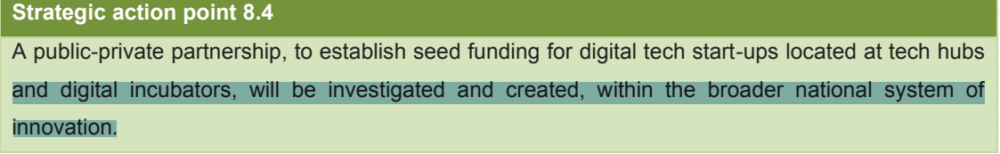 Strategic action point 8.4
A public-private partnership, to establish seed funding for digital tech start-ups located at tech hubs
and digital incubators, will be investigated and created, within the broader national system of
innovation.